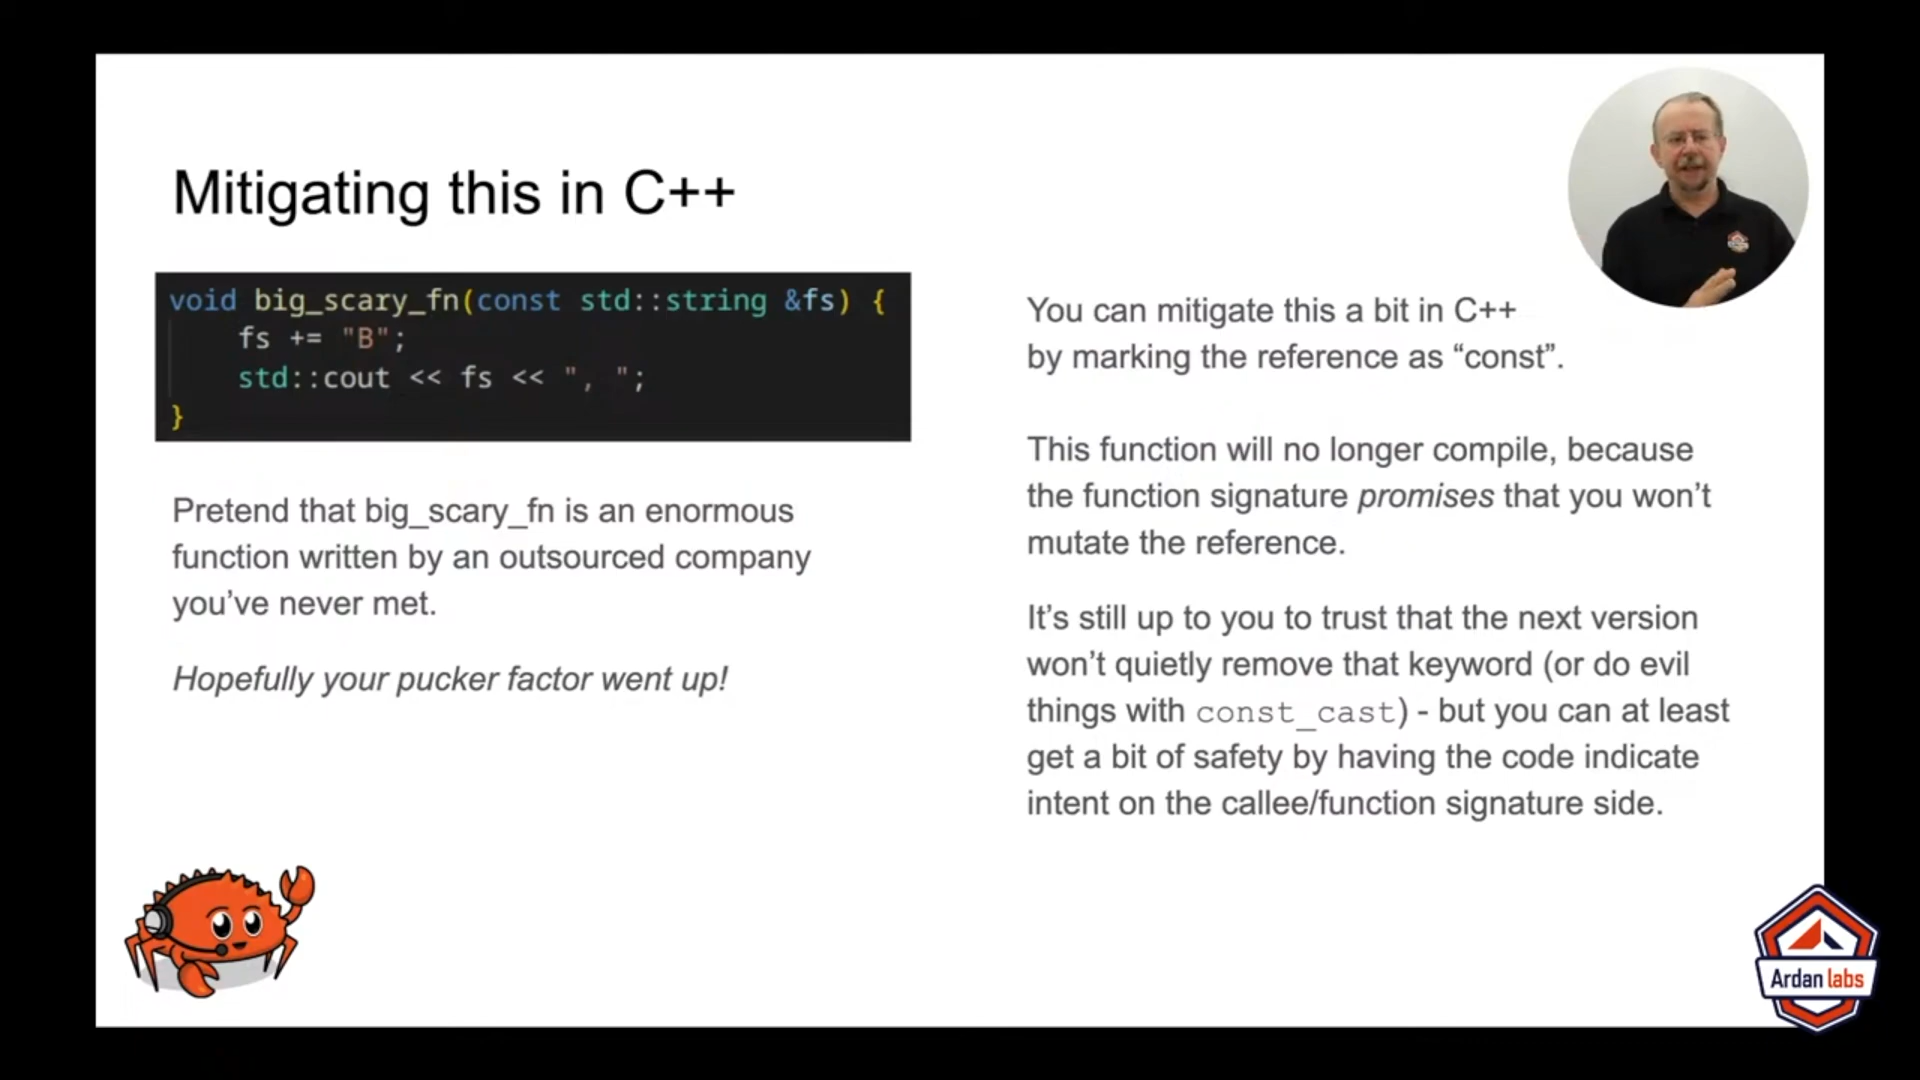 Mitigating this in C++
void big_scary_fn(const std::string &fs) {
    fs += "B";
    std::cout << fs << ", ";
}
Pretend that big_scary_fn is an enormous
function written by an outsourced company
you’ve never met.
Hopefully your pucker factor went up!
You can mitigate this a bit in C++
by marking the reference as “const”.
This function will no longer compile, because
the function signature promises that you won’t
mutate the reference.
It’s still up to you to trust that the next version
won’t quietly remove that keyword (or do evil
things with const_cast) - but you can at least
get a bit of safety by having the code indicate
intent on the callee/function signature side.
Ardan labs